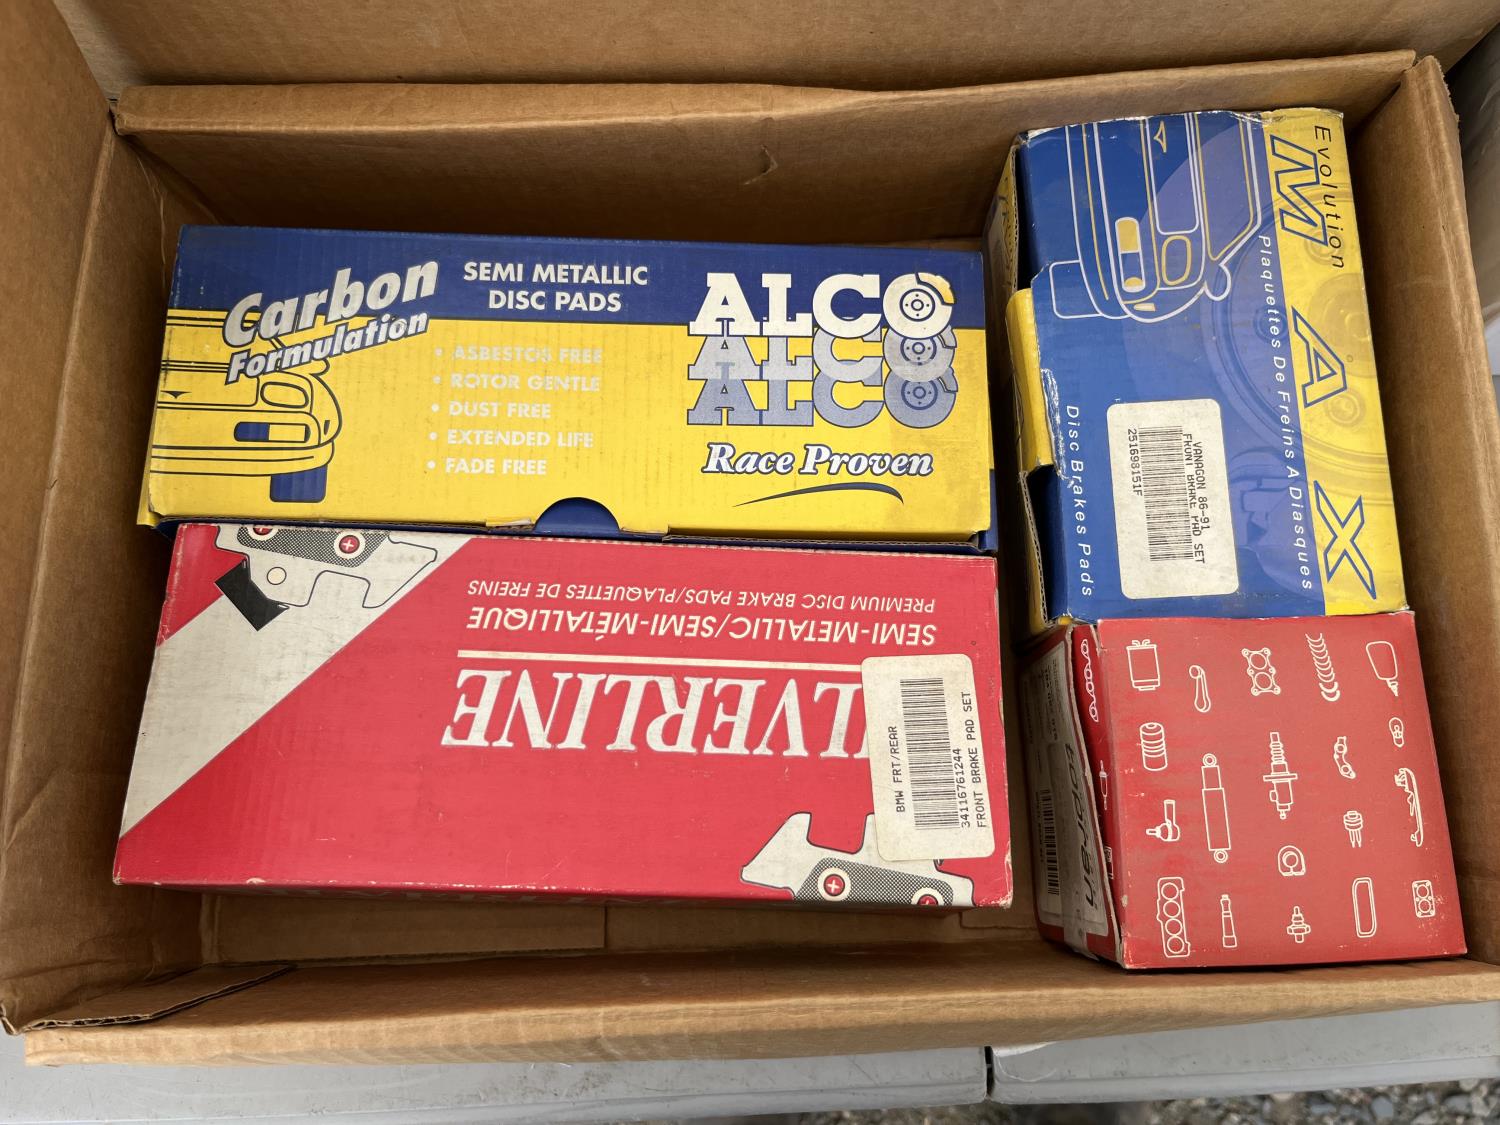 Carbon
Formulation
SEMI METALLIC
DISC PADS
• ASBESTOS FREE
• ROTOR GENTLE
• DUST FREE
• EXTENDED LIFE
• FADE FREE
ALCO
ALCO
ALCO
Race Proven
Evolution
MAX
Plaquettes De Freins A Diasques
Disc Brakes Pads
VANAGON 86-91
FRONT BRAKE PAD SET
251698151F
PREMIUM DISC BRAKE PADS/PLAQUETTES DE FREINS
SEMI-METALLIC/SEMI-MÉTALLIQUE
LVERLINE
BMW FRT/REAR
34116761244
FRONT BRAKE PAD SET